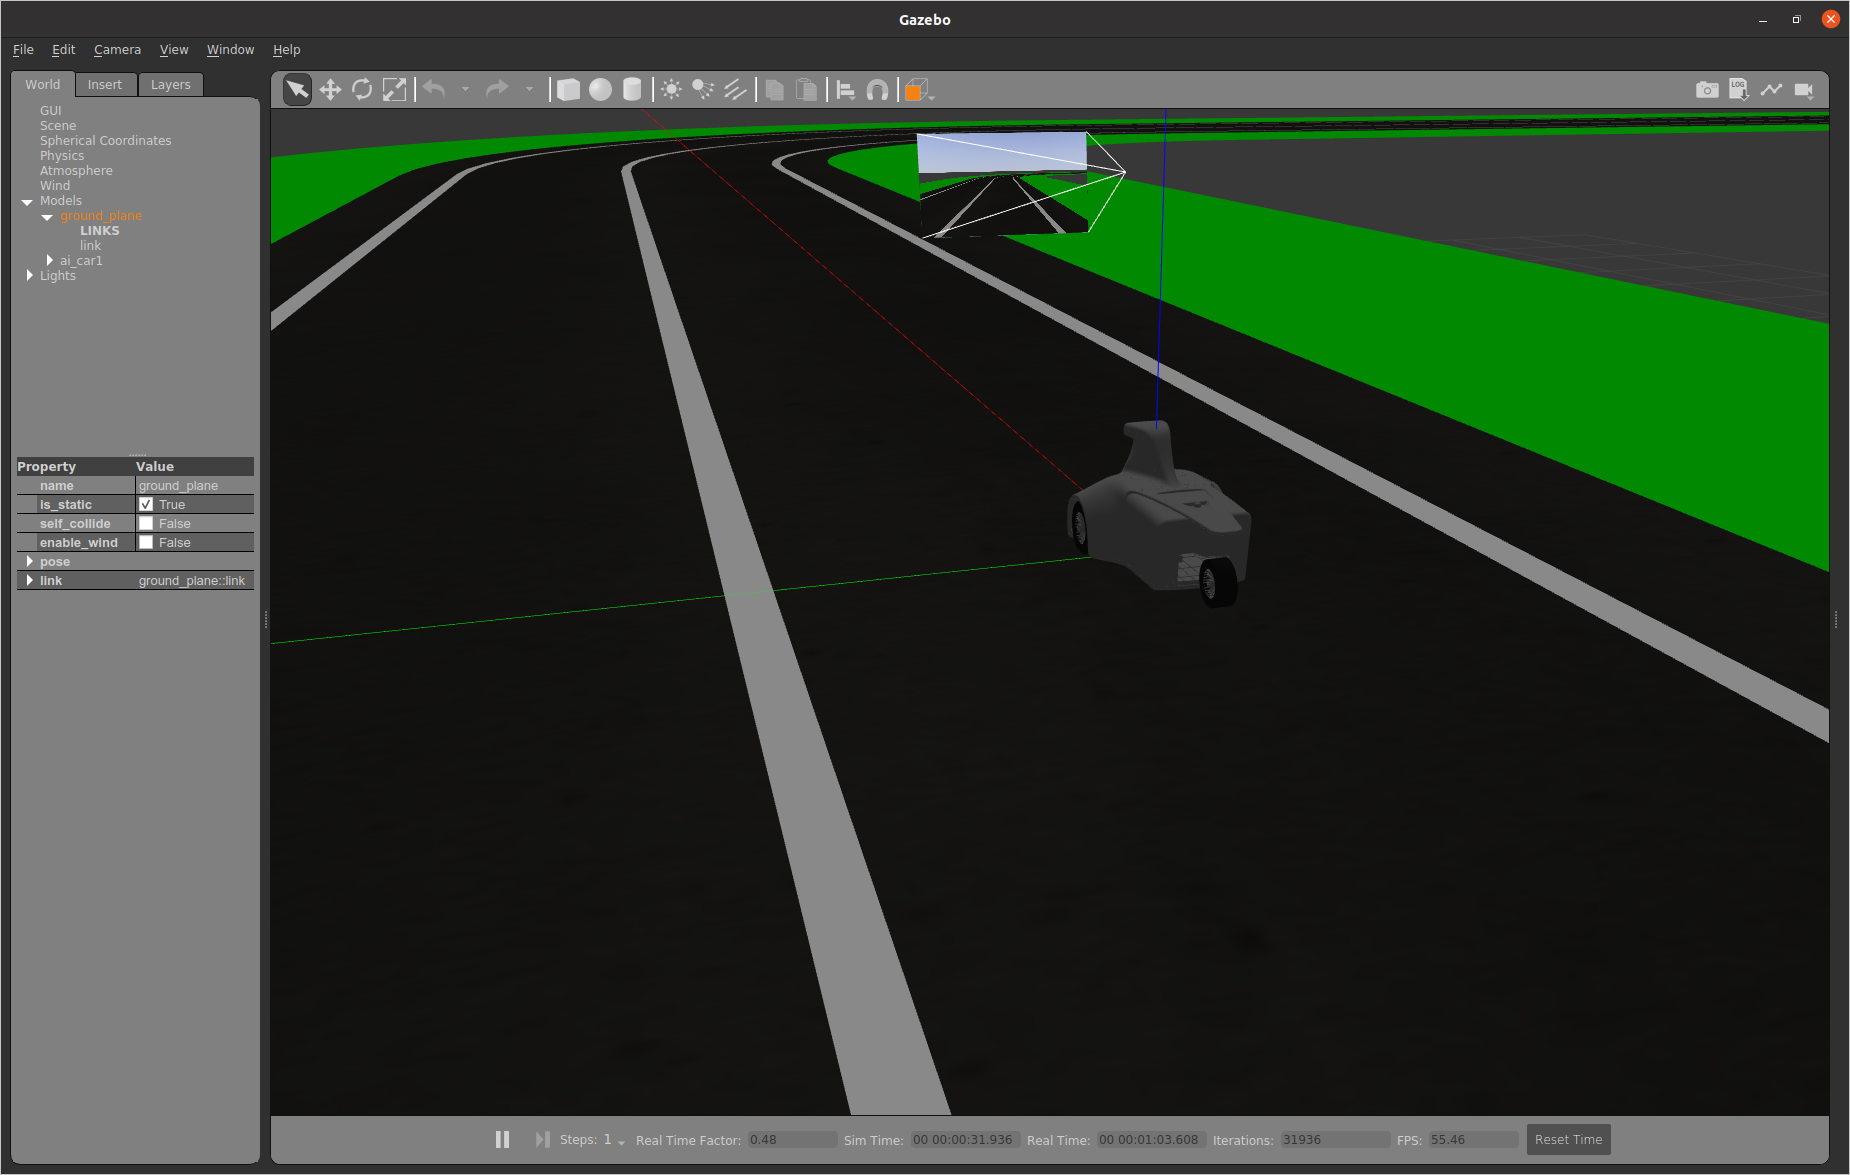 Gazebo
File Edit Camera View Window Help
World Insert Layers
GUI
Scene
Spherical Coordinates
Physics
Atmosphere
Wind
Models
ground_plane
LINKS
link
ai_car1
Lights
Property Value
name ground_plane
is_static True
self_collide False
enable_wind False
pose
link ground_plane::link
LOG
Steps: 1 Real Time Factor: 0.48 Sim Time: 00 00:00:31.936 Real Time: 00 00:01:03.608 Iterations: 31936 FPS: 55.46 Reset Time